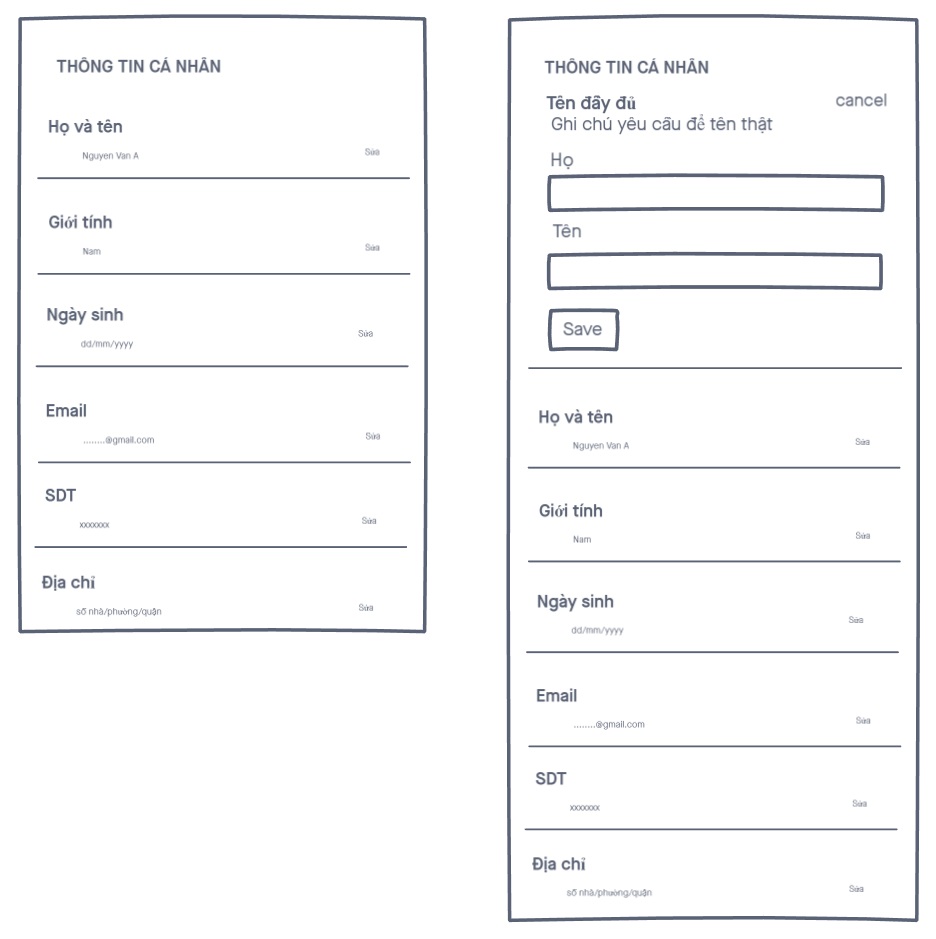 THÔNG TIN CÁ NHÂN
Họ và tên
Nguyen Van A
Sửa
Giới tính
Nam
Sửa
Ngày sinh
dd/mm/yyyy
Sửa
Email
........@gmail.com
Sửa
SDT
xxxxxxx
Sửa
Địa chỉ
số nhà/phường/quận
Sửa
THÔNG TIN CÁ NHÂN
Tên đầy đủ
cancel
Ghi chú yêu cầu để tên thật
Họ
Tên
Save
Họ và tên
Nguyen Van A
Sửa
Giới tính
Nam
Sửa
Ngày sinh
dd/mm/yyyy
Sửa
Email
........@gmail.com
Sửa
SDT
xxxxxxx
Sửa
Địa chỉ
số nhà/phường/quận
Sửa